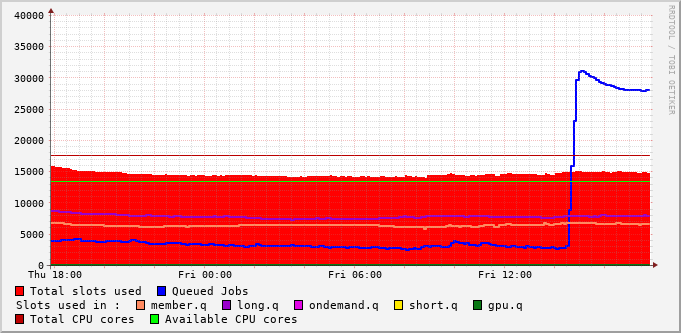 40000
35000
30000
25000
20000
15000
10000
5000
0
Thu 18:00 Fri 00:00 Fri 06:00 Fri 12:00
Total slots used Queued Jobs
Slots used in : member.q long.q ondemand.q short.q gpu.q
Total CPU cores Available CPU cores
RRDTOOL / TOBI OETIKER